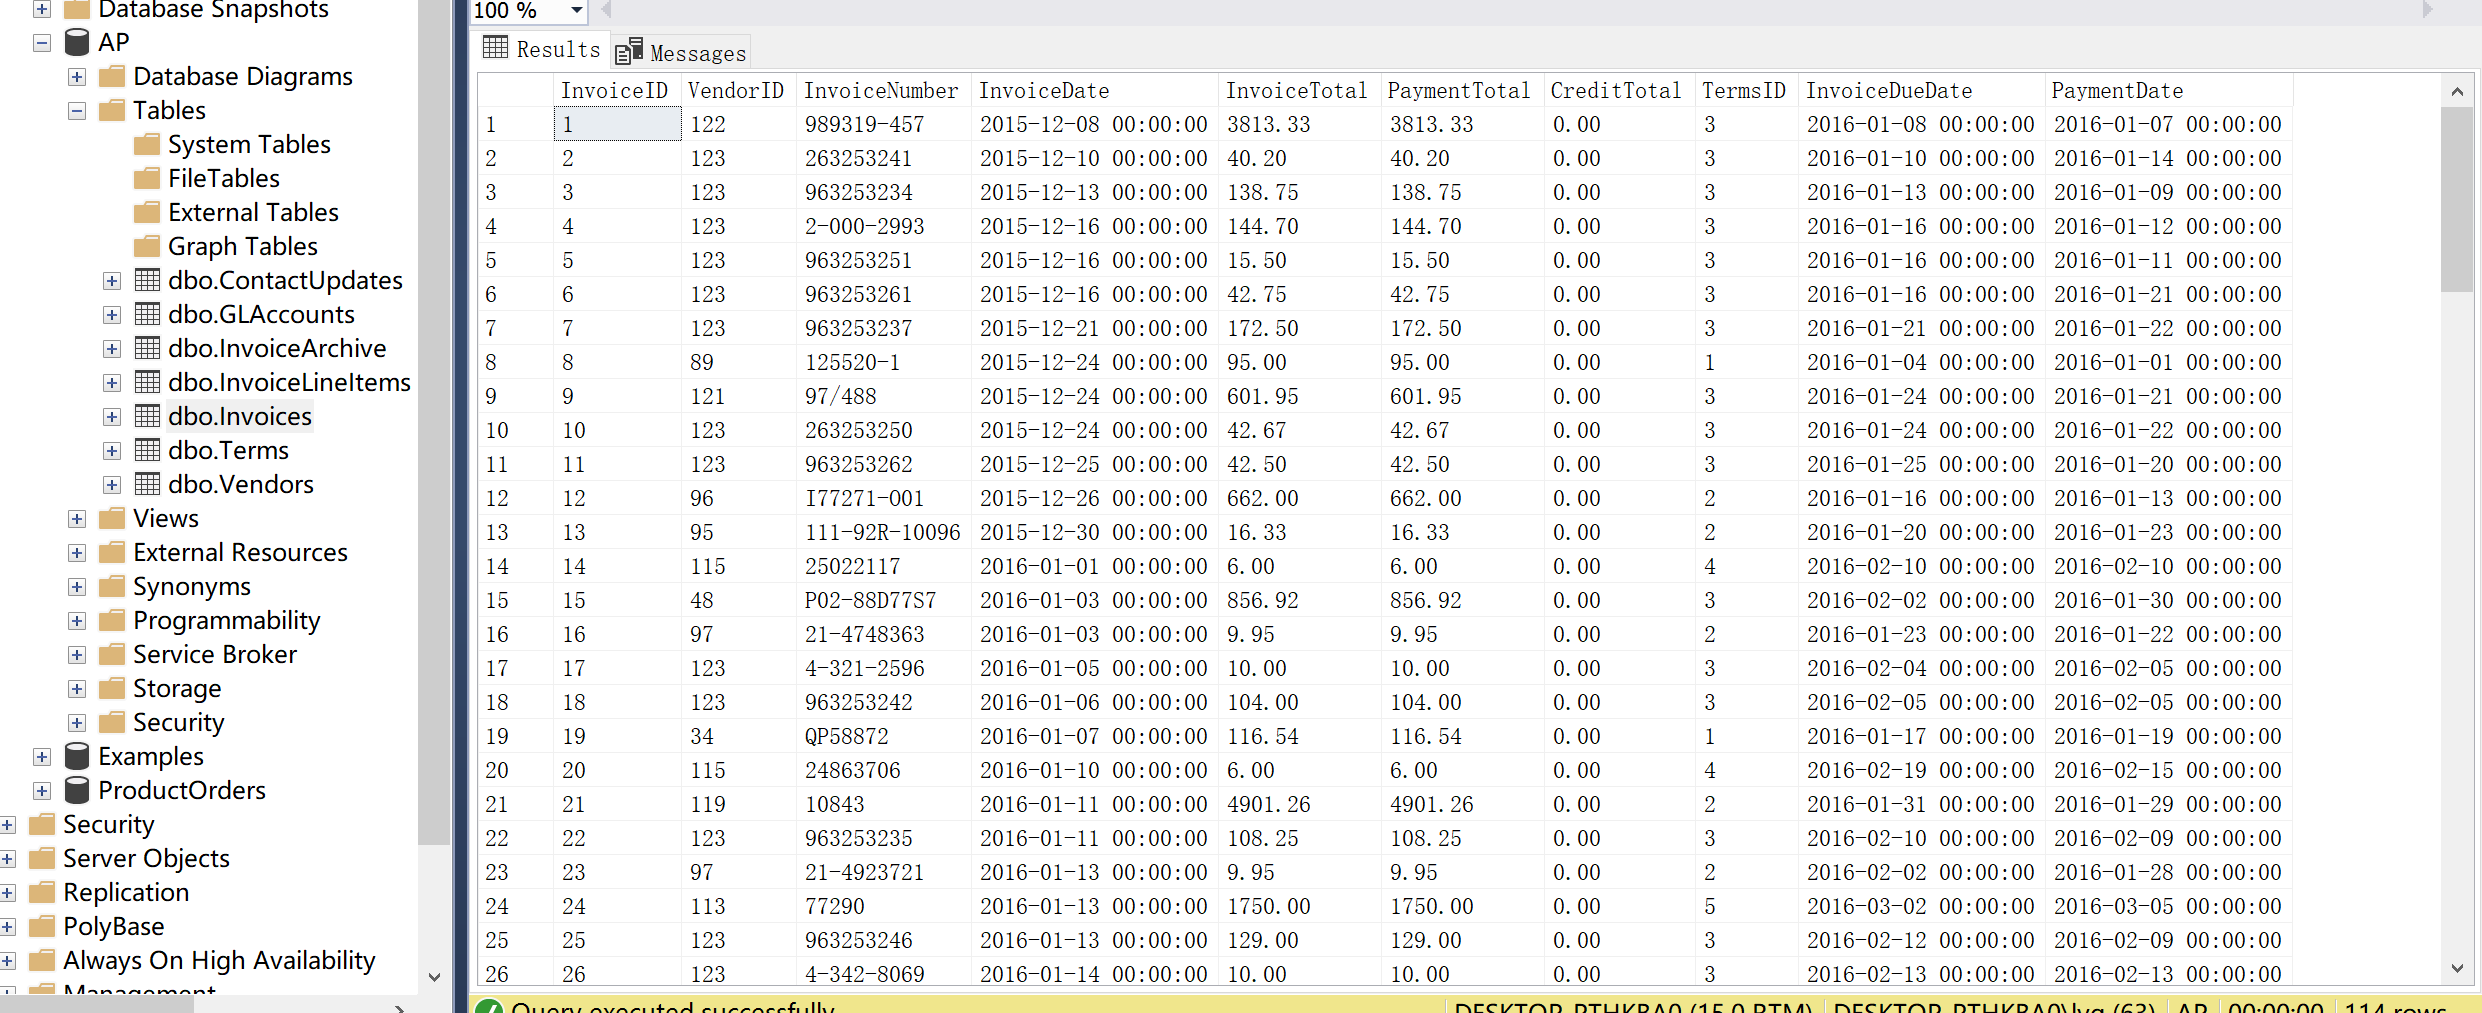 Database Snapshots
AP
Database Diagrams
Tables
System Tables
FileTables
External Tables
Graph Tables
dbo.ContactUpdates
dbo.GLAccounts
dbo.InvoiceArchive
dbo.InvoiceLineItems
dbo.Invoices
dbo.Terms
dbo.Vendors
Views
External Resources
Synonyms
Programmability
Service Broker
Storage
Security
Examples
ProductOrders
Security
Server Objects
Replication
PolyBase
Always On High Availability
Management
100 %
Results Messages
InvoiceID VendorID InvoiceNumber InvoiceDate InvoiceTotal PaymentTotal CreditTotal TermsID InvoiceDueDate PaymentDate
1 1 122 989319-457 2015-12-08 00:00:00 3813.33 3813.33 0.00 3 2016-01-08 00:00:00 2016-01-07 00:00:00
2 2 123 263253241 2015-12-10 00:00:00 40.20 40.20 0.00 3 2016-01-10 00:00:00 2016-01-14 00:00:00
3 3 123 963253234 2015-12-13 00:00:00 138.75 138.75 0.00 3 2016-01-13 00:00:00 2016-01-09 00:00:00
4 4 123 2-000-2993 2015-12-16 00:00:00 144.70 144.70 0.00 3 2016-01-16 00:00:00 2016-01-12 00:00:00
5 5 123 963253251 2015-12-16 00:00:00 15.50 15.50 0.00 3 2016-01-16 00:00:00 2016-01-11 00:00:00
6 6 123 963253261 2015-12-16 00:00:00 42.75 42.75 0.00 3 2016-01-16 00:00:00 2016-01-21 00:00:00
7 7 123 963253237 2015-12-21 00:00:00 172.50 172.50 0.00 3 2016-01-21 00:00:00 2016-01-22 00:00:00
8 8 89 125520-1 2015-12-24 00:00:00 95.00 95.00 0.00 1 2016-01-04 00:00:00 2016-01-01 00:00:00
9 9 121 97/488 2015-12-24 00:00:00 601.95 601.95 0.00 3 2016-01-24 00:00:00 2016-01-21 00:00:00
10 10 123 263253250 2015-12-24 00:00:00 42.67 42.67 0.00 3 2016-01-24 00:00:00 2016-01-22 00:00:00
11 11 123 963253262 2015-12-25 00:00:00 42.50 42.50 0.00 3 2016-01-25 00:00:00 2016-01-20 00:00:00
12 12 96 I77271-O01 2015-12-26 00:00:00 662.00 662.00 0.00 2 2016-01-16 00:00:00 2016-01-13 00:00:00
13 13 95 111-92R-10096 2015-12-30 00:00:00 16.33 16.33 0.00 2 2016-01-20 00:00:00 2016-01-23 00:00:00
14 14 115 25022117 2016-01-01 00:00:00 6.00 6.00 0.00 4 2016-02-10 00:00:00 2016-02-10 00:00:00
15 15 48 P02-88D77S7 2016-01-03 00:00:00 856.92 856.92 0.00 3 2016-02-02 00:00:00 2016-01-30 00:00:00
16 16 97 21-4748363 2016-01-03 00:00:00 9.95 9.95 0.00 2 2016-01-23 00:00:00 2016-01-22 00:00:00
17 17 123 4-321-2596 2016-01-05 00:00:00 10.00 10.00 0.00 3 2016-02-04 00:00:00 2016-02-05 00:00:00
18 18 123 963253242 2016-01-06 00:00:00 104.00 104.00 0.00 3 2016-02-05 00:00:00 2016-02-05 00:00:00
19 19 34 QP58872 2016-01-07 00:00:00 116.54 116.54 0.00 1 2016-01-17 00:00:00 2016-01-19 00:00:00
20 20 115 24863706 2016-01-10 00:00:00 6.00 6.00 0.00 4 2016-02-19 00:00:00 2016-02-15 00:00:00
21 21 119 10843 2016-01-11 00:00:00 4901.26 4901.26 0.00 2 2016-01-31 00:00:00 2016-01-29 00:00:00
22 22 123 963253235 2016-01-11 00:00:00 108.25 108.25 0.00 3 2016-02-10 00:00:00 2016-02-09 00:00:00
23 23 97 21-4923721 2016-01-13 00:00:00 9.95 9.95 0.00 2 2016-02-02 00:00:00 2016-01-28 00:00:00
24 24 113 77290 2016-01-13 00:00:00 1750.00 1750.00 0.00 5 2016-03-02 00:00:00 2016-03-05 00:00:00
25 25 123 963253246 2016-01-13 00:00:00 129.00 129.00 0.00 3 2016-02-12 00:00:00 2016-02-09 00:00:00
26 26 123 4-342-8069 2016-01-14 00:00:00 10.00 10.00 0.00 3 2016-02-13 00:00:00 2016-02-13 00:00:00
Query executed successfully DESKTOP-PTHKBA0 (15.0 RTM) AP 00:00:00 114 rows